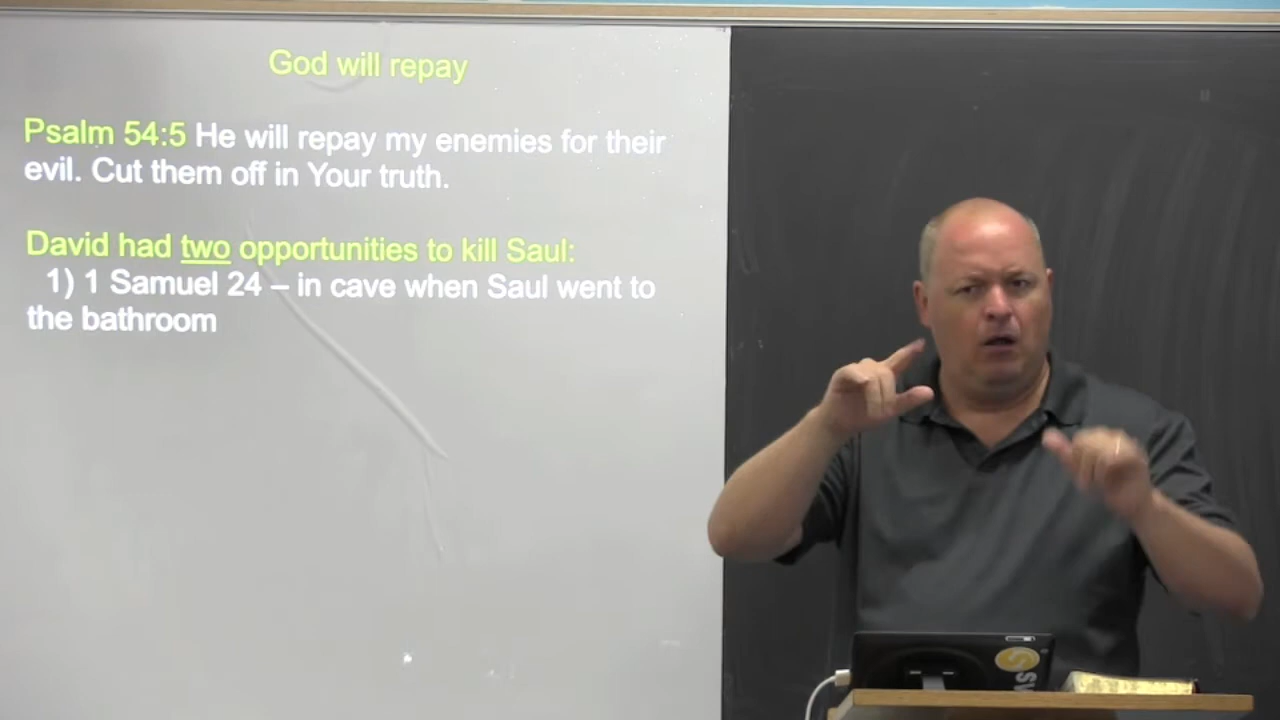 God will repay
Psalm 54:5 He will repay my enemies for their
evil. Cut them off in Your truth.
David had two opportunities to kill Saul:
1) 1 Samuel 24 – in cave when Saul went to
the bathroom
SV